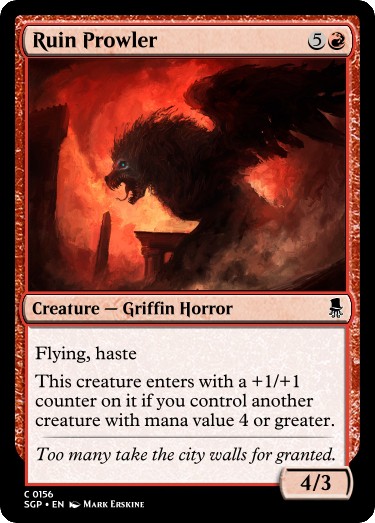 Ruin Prowler 5
Creature — Griffin Horror
Flying, haste
This creature enters with a +1/+1
counter on it if you control another
creature with mana value 4 or greater.
Too many take the city walls for granted.
4/3
C 0156
SGP • EN Mark Erskine